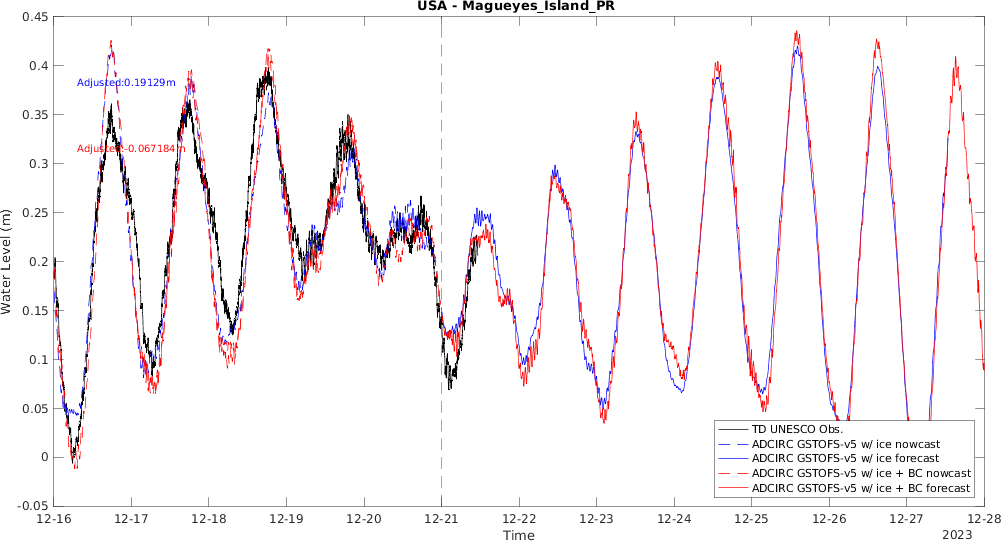 USA - Magueyes_Island_PR
0.45
0.4
0.35
0.3
0.25
0.2
0.15
0.1
0.05
0
-0.05
Water Level (m)
Adjusted:0.19129m
Adjusted:-0.067184m
TD UNESCO Obs.
ADCIRC GSTOFS-v5 w/ ice nowcast
ADCIRC GSTOFS-v5 w/ ice forecast
ADCIRC GSTOFS-v5 w/ ice + BC nowcast
ADCIRC GSTOFS-v5 w/ ice + BC forecast
12-16 12-17 12-18 12-19 12-20 12-21 12-22 12-23 12-24 12-25 12-26 12-27 12-28
Time
2023